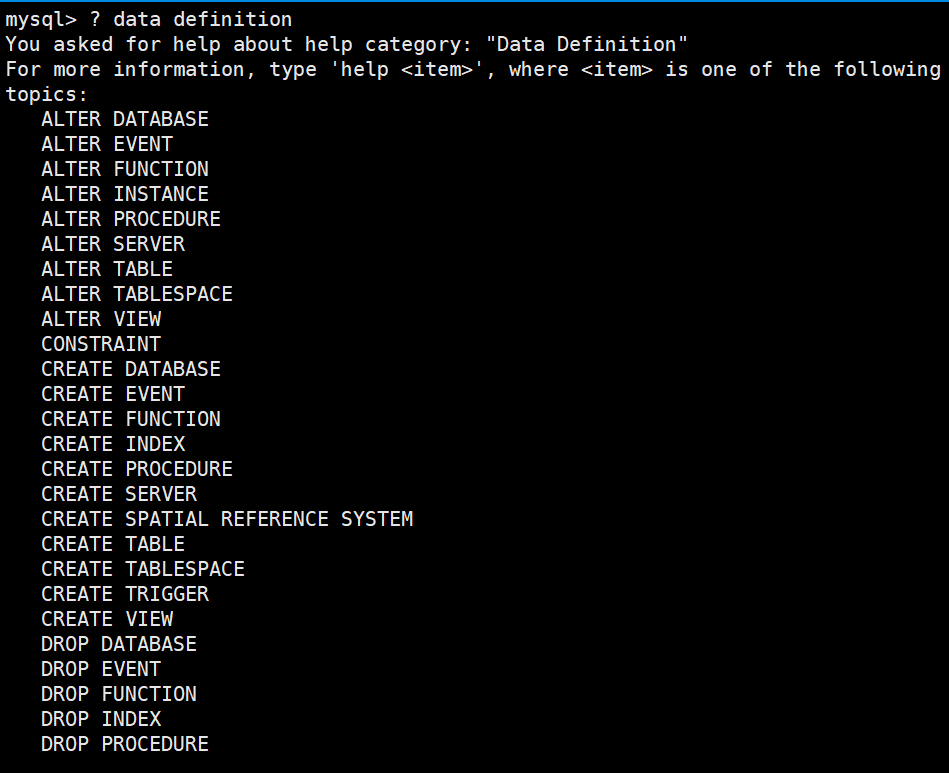 mysql> ? data definition
You asked for help about help category: "Data Definition"
For more information, type 'help <item>', where <item> is one of the following
topics:
ALTER DATABASE
ALTER EVENT
ALTER FUNCTION
ALTER INSTANCE
ALTER PROCEDURE
ALTER SERVER
ALTER TABLE
ALTER TABLESPACE
ALTER VIEW
CONSTRAINT
CREATE DATABASE
CREATE EVENT
CREATE FUNCTION
CREATE INDEX
CREATE PROCEDURE
CREATE SERVER
CREATE SPATIAL REFERENCE SYSTEM
CREATE TABLE
CREATE TABLESPACE
CREATE TRIGGER
CREATE VIEW
DROP DATABASE
DROP EVENT
DROP FUNCTION
DROP INDEX
DROP PROCEDURE